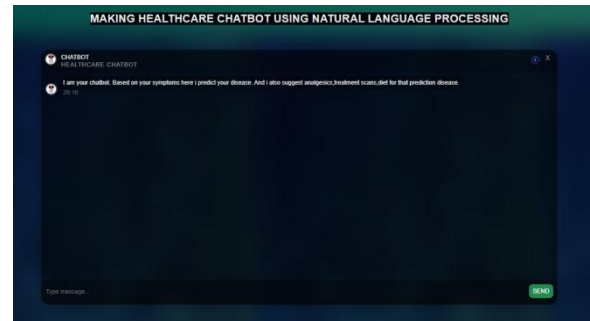 MAKING HEALTHCARE CHATBOT USING NATURAL LANGUAGE PROCESSING
CHATBOT
HEALTHCARE CHATBOT
X
I am your chatbot. Based on your symptoms here i predict your disease. And i also suggest analgesics,treatment scans,diet for that prediction disease.
20:10
Type message...
SEND